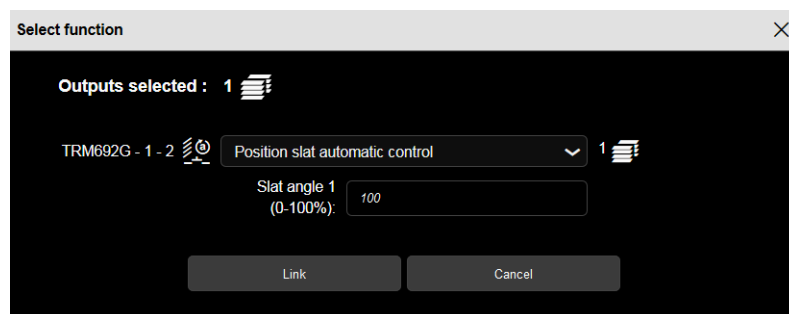 Select function
Outputs selected : 1
TRM692G - 1 - 2 a Position slat automatic control 1
Slat angle 1
(0-100%): 100
Link Cancel